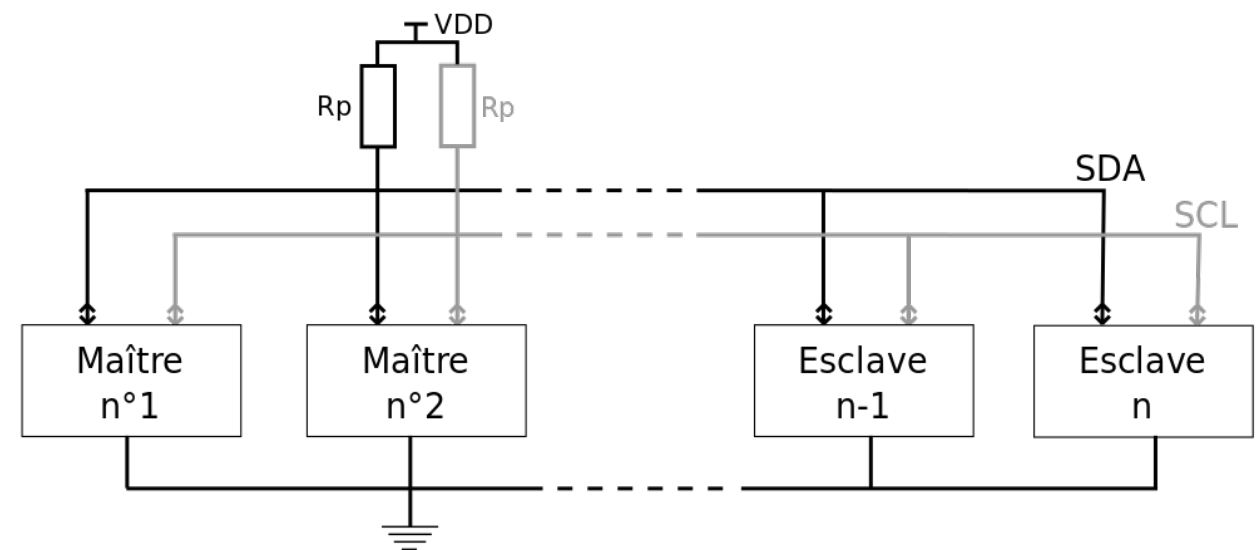 VDD
Rp
Rp
SDA
SCL
Maître
n°1
Maître
n°2
Esclave
n-1
Esclave
n